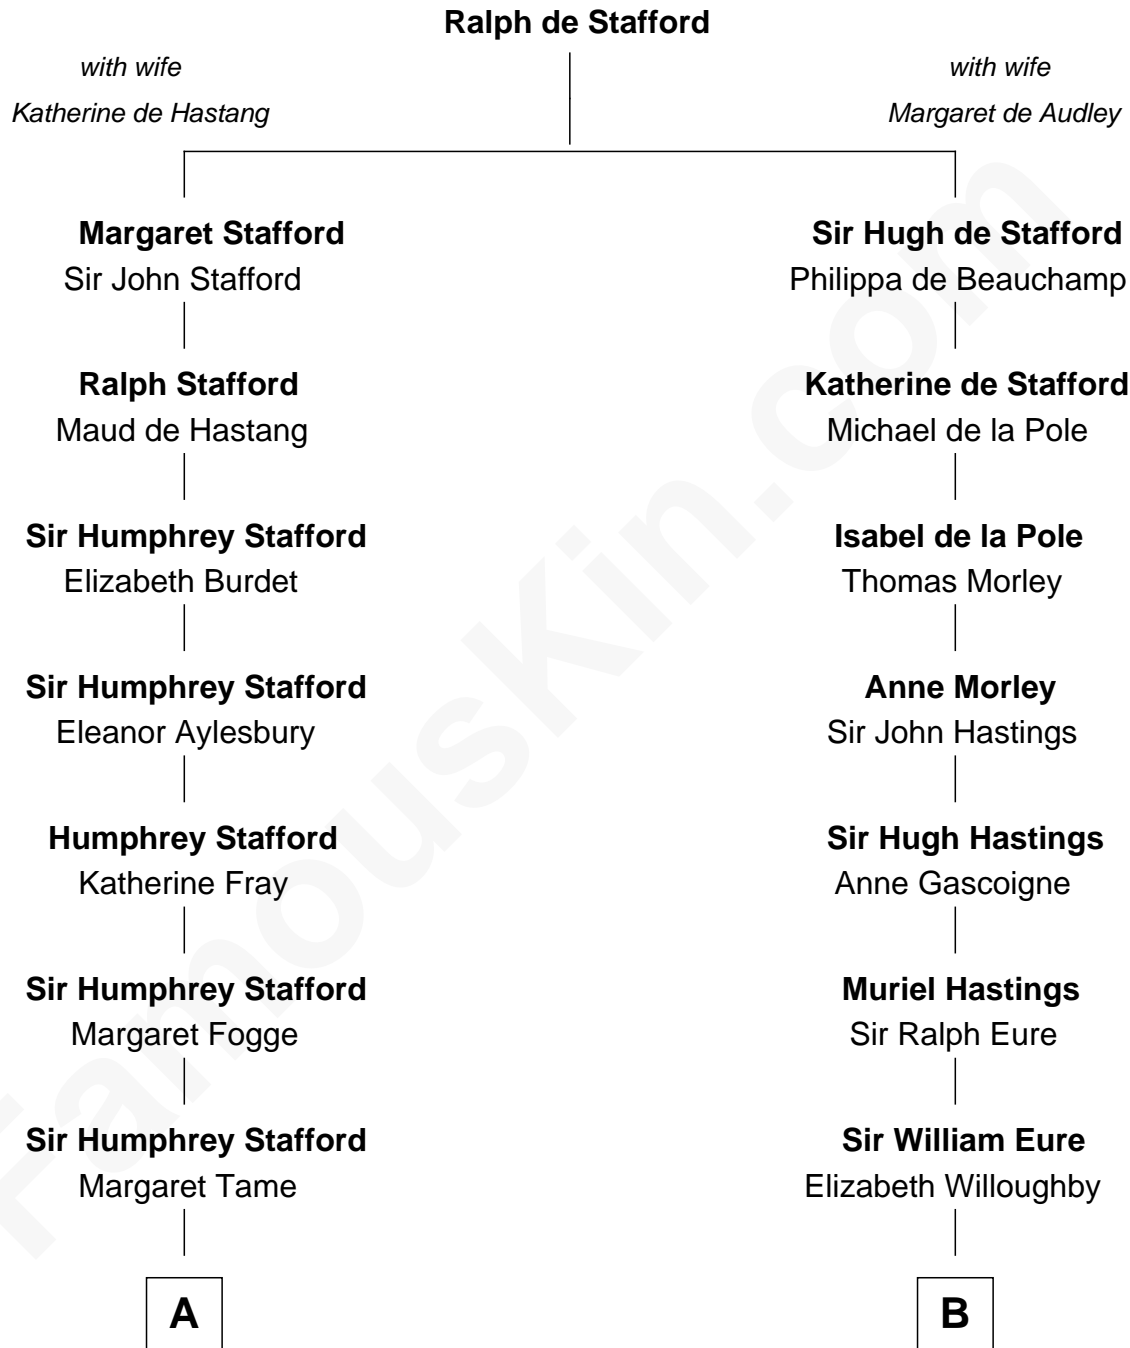 Ralph de Stafford
with wife
Katherine de Hastang
with wife
Margaret de Audley
Margaret Stafford
Sir John Stafford
Sir Hugh de Stafford
Philippa de Beauchamp
Ralph Stafford
Maud de Hastang
Katherine de Stafford
Michael de la Pole
Sir Humphrey Stafford
Elizabeth Burdet
Isabel de la Pole
Thomas Morley
Sir Humphrey Stafford
Eleanor Aylesbury
Anne Morley
Sir John Hastings
Humphrey Stafford
Katherine Fray
Sir Hugh Hastings
Anne Gascoigne
Sir Humphrey Stafford
Margaret Fogge
Muriel Hastings
Sir Ralph Eure
Sir Humphrey Stafford
Margaret Tame
Sir William Eure
Elizabeth Willoughby
A
B
FamousKin.com